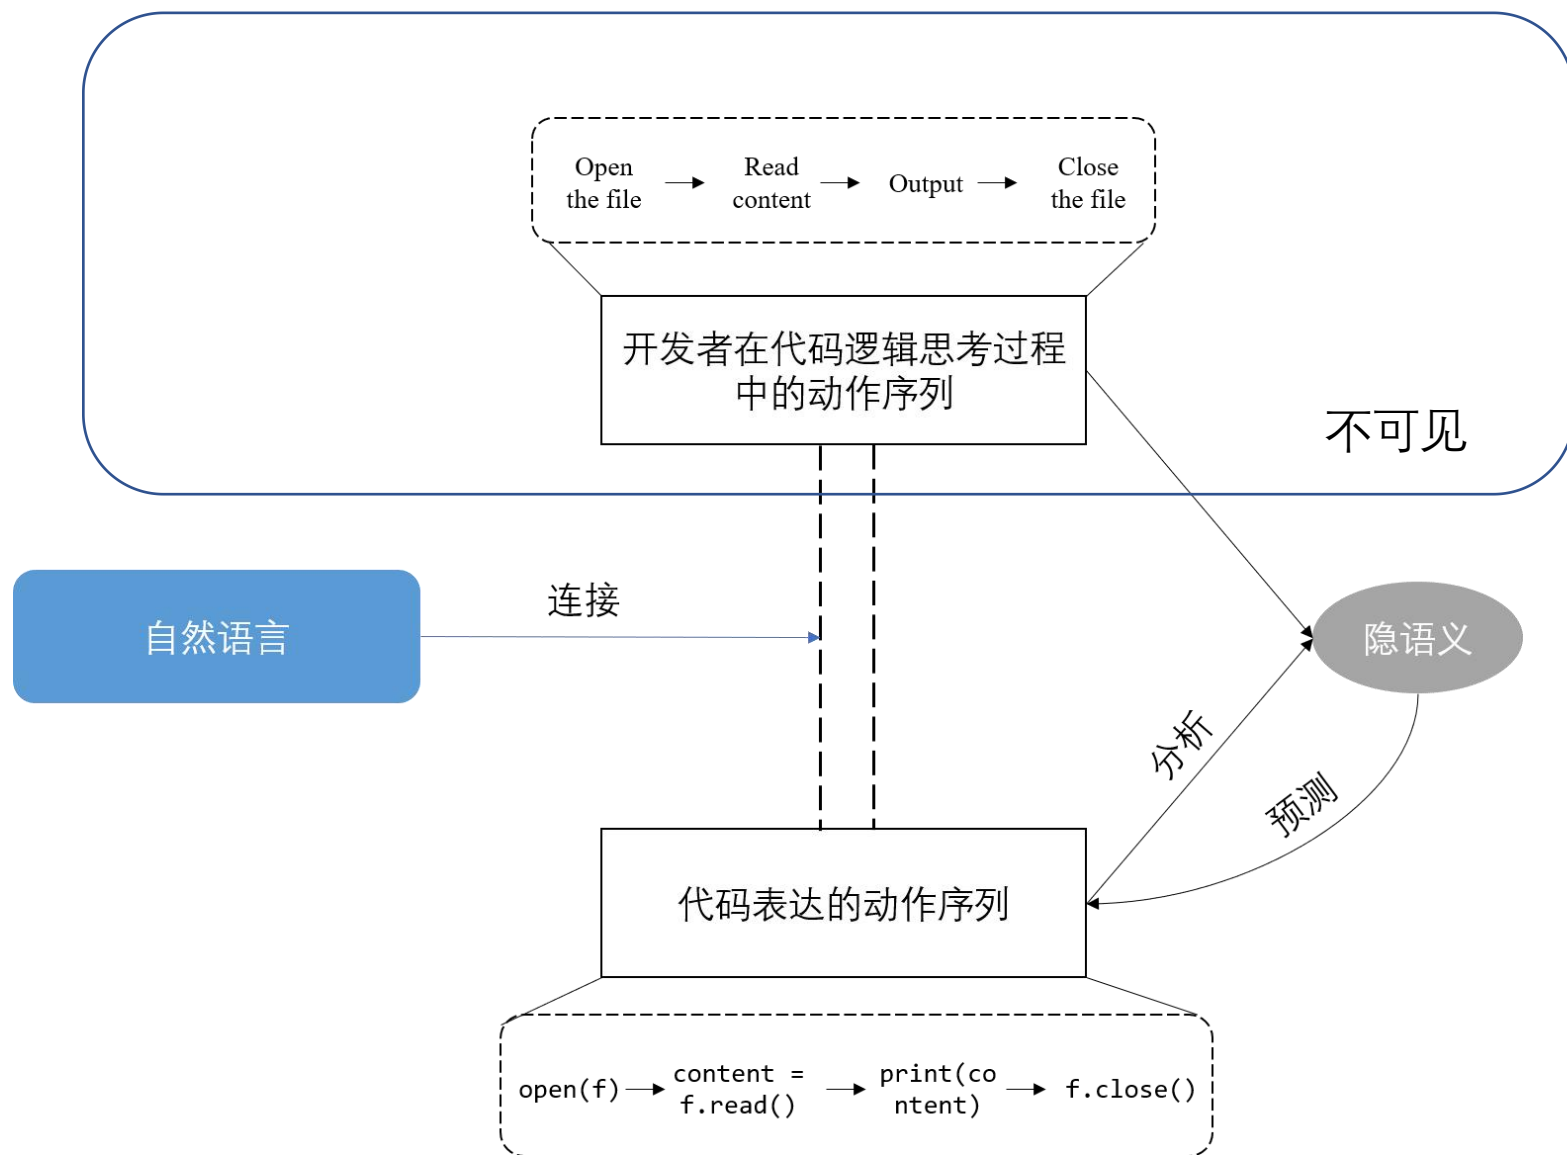 Open
the file
Read
content
Output
Close
the file
开发者在代码逻辑思考过程
中的动作序列
不可见
自然语言
连接
隐语义
分析
预测
代码表达的动作序列
open(f)
content =
f.read()
print(co
ntent)
f.close()